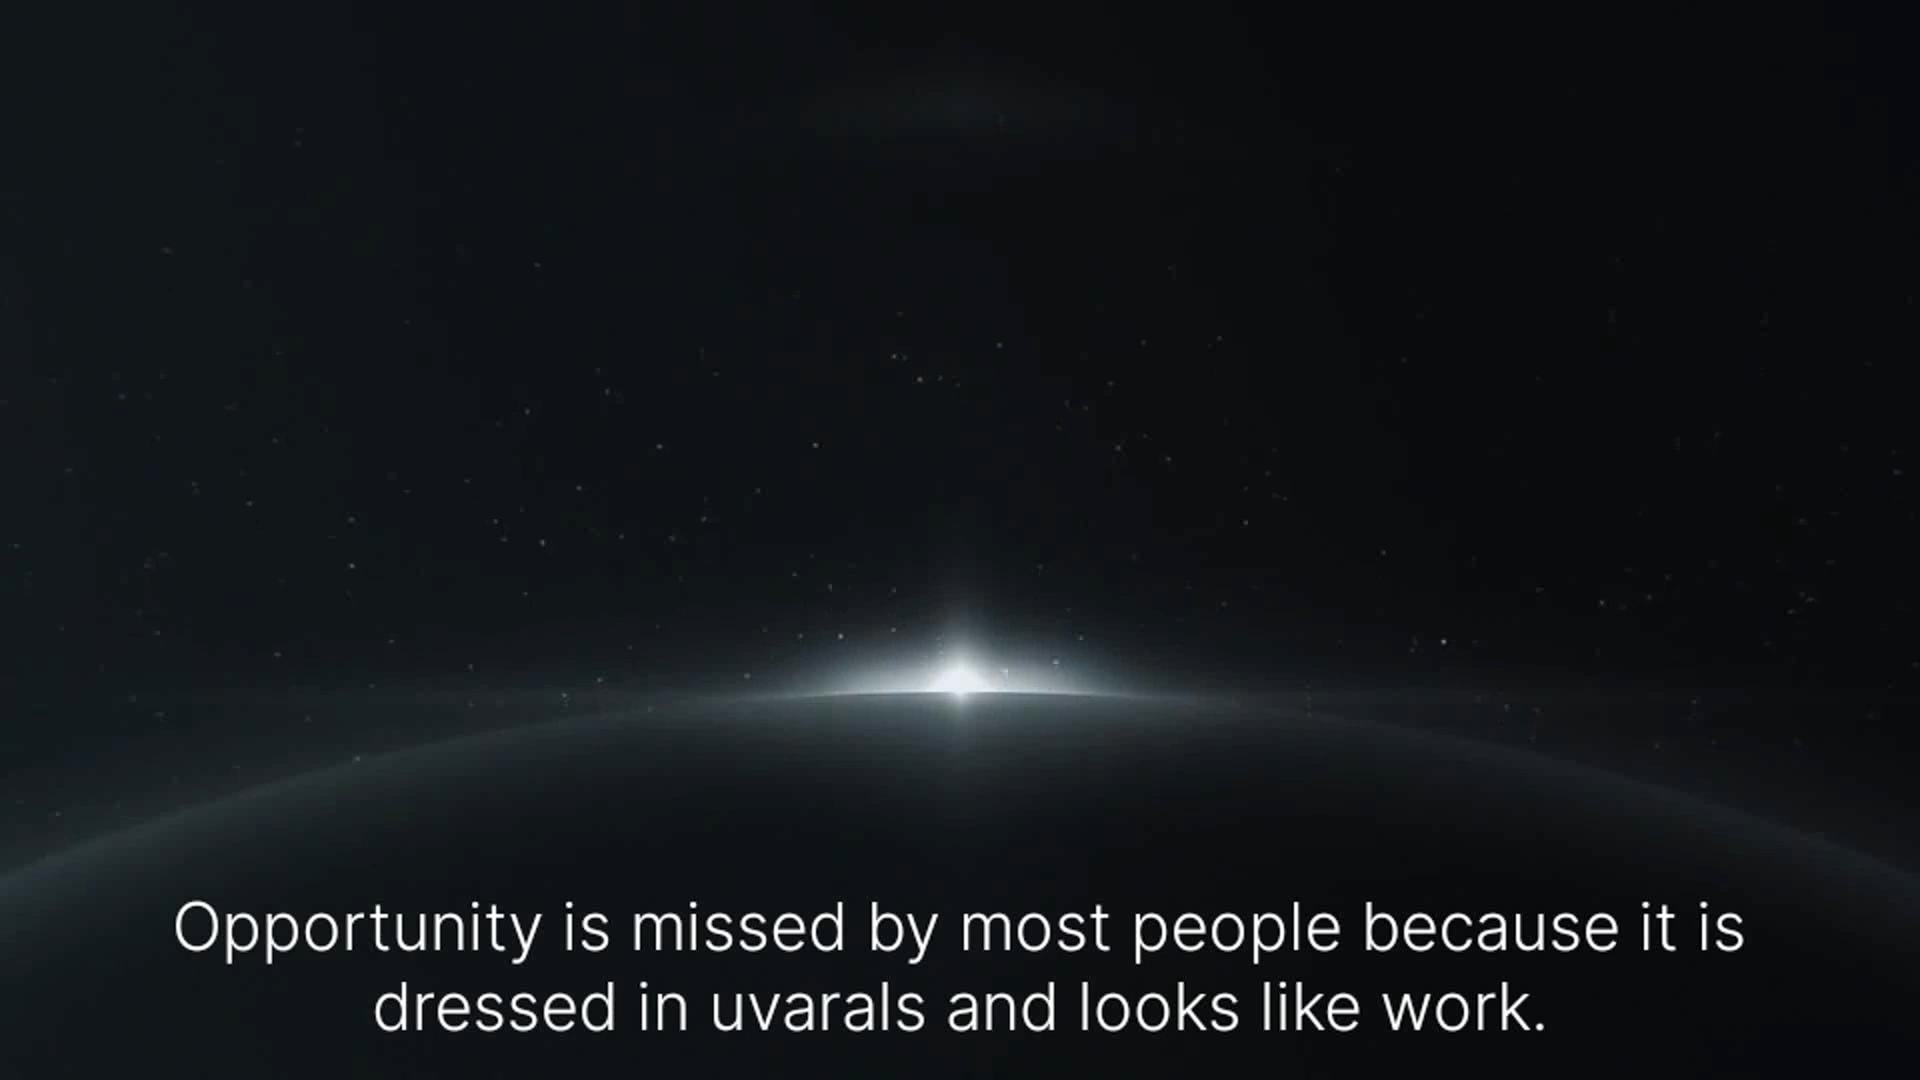 Opportunity is missed by most people because it is
dressed in uvarals and looks like work.